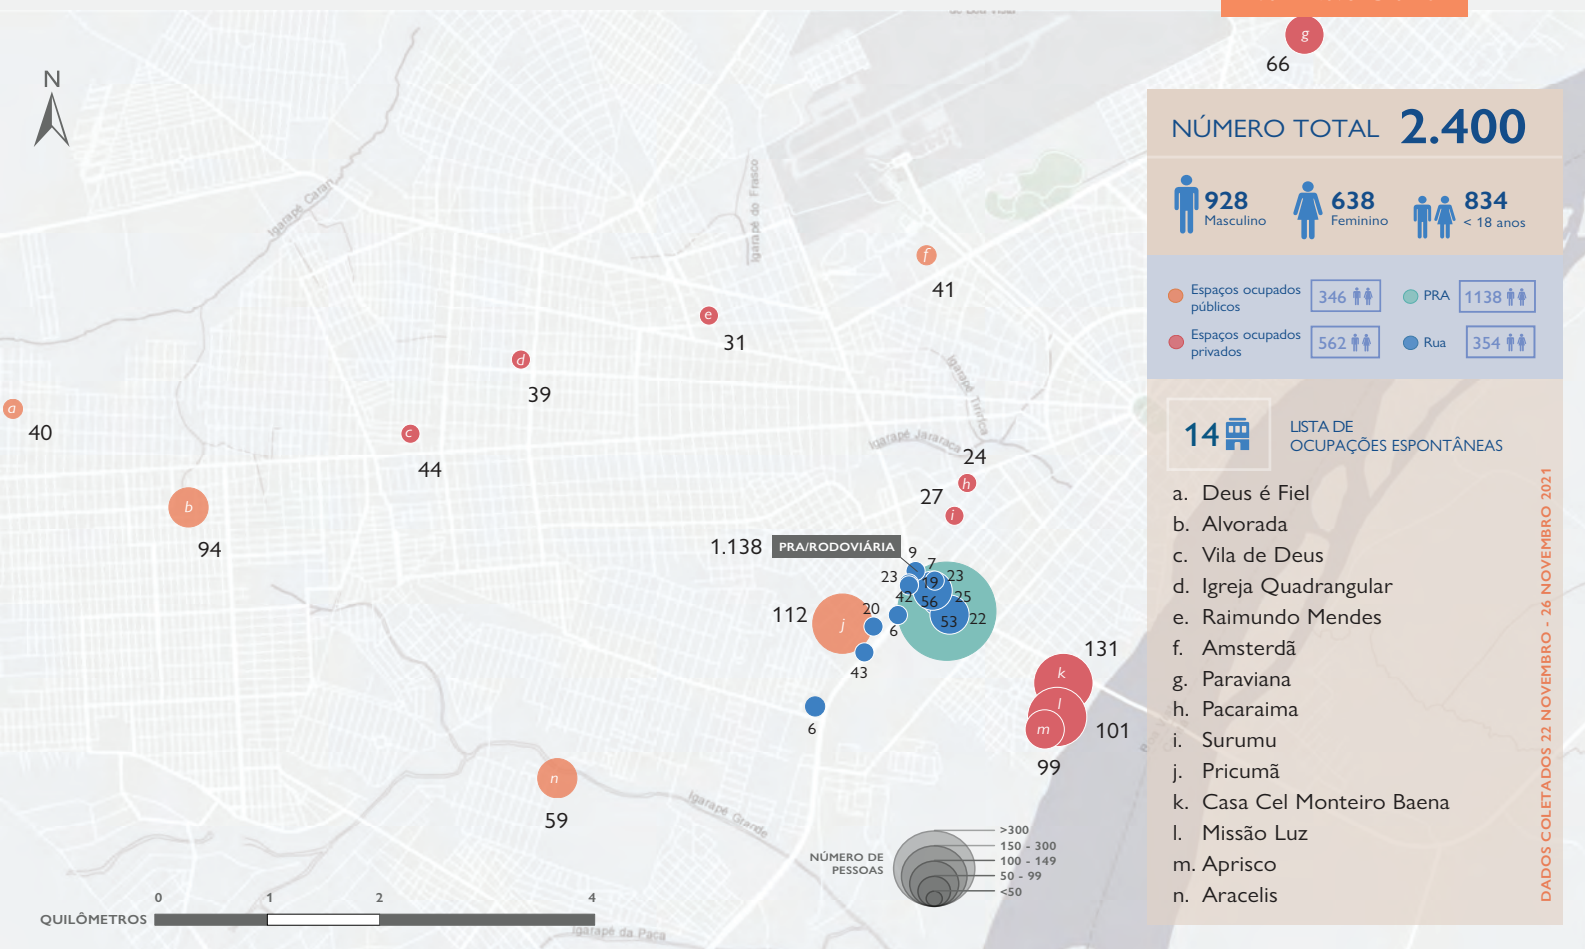 g
66
N
NÚMERO TOTAL 2.400
928
Masculino
638
Feminino
834
< 18 anos
Espaços ocupados
públicos
346
PRA
1138
Espaços ocupados
privados
562
Rua
354
14
LISTA DE
OCUPAÇÕES ESPONTÂNEAS
a. Deus é Fiel
b. Alvorada
c. Vila de Deus
d. Igreja Quadrangular
e. Raimundo Mendes
f. Amsterdã
g. Paraviana
h. Pacaraima
i. Surumu
j. Pricumã
k. Casa Cel Monteiro Baena
l. Missão Luz
m. Aprisco
n. Aracelis
DADOS COLETADOS 22 NOVEMBRO - 26 NOVEMBRO 2021
Igarapé Caran
Igarapé do Frasco
f
41
e
31
d
39
a
40
c
44
b
94
Igarapé Tiririca
Igarapé Jararaca
24
h
27
i
1.138
PRA/RODOVIÁRIA
9
7
23
19
23
42
56
25
20
53
22
6
112
j
43
6
131
k
l
101
m
99
n
59
Igarapé Grande
NÚMERO DE
PESSOAS
>300
150 - 300
100 - 149
50 - 99
<50
0
1
2
4
QUILÔMETROS
Igarapé da Paca